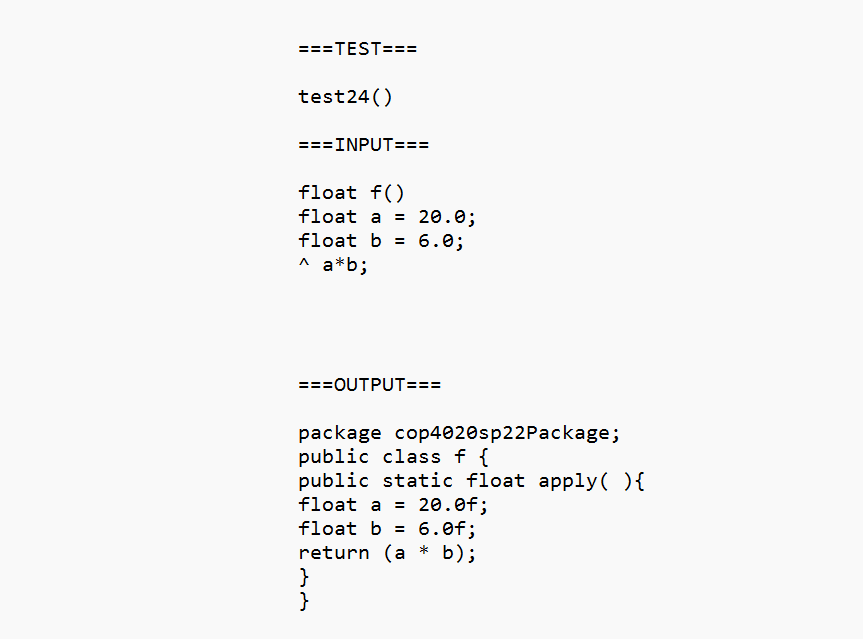 ===TEST===
test24()
===INPUT===
float f()
float a = 20.0;
float b = 6.0;
^ a*b;
===OUTPUT===
package cop4020sp22Package;
public class f {
public static float apply( ){
float a = 20.0f;
float b = 6.0f;
return (a * b);
}
}